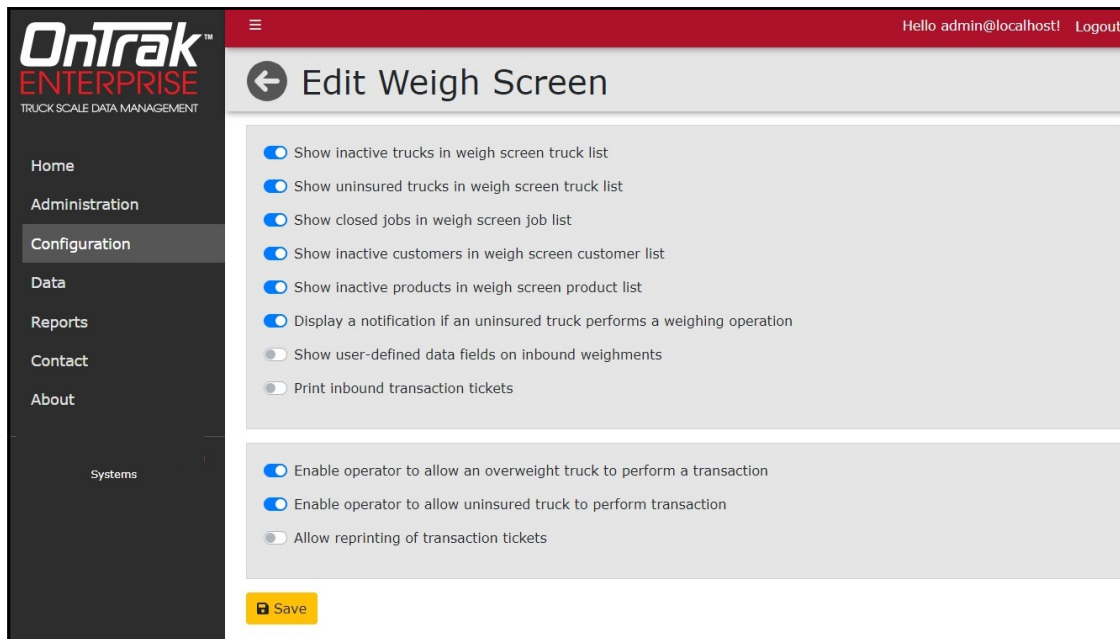 OnTrak™
ENTERPRISE
TRUCK SCALE DATA MANAGEMENT
Home
Administration
Configuration
Data
Reports
Contact
About
Systems
Hello admin@localhost! Logout
Edit Weigh Screen
Show inactive trucks in weigh screen truck list
Show uninsured trucks in weigh screen truck list
Show closed jobs in weigh screen job list
Show inactive customers in weigh screen customer list
Show inactive products in weigh screen product list
Display a notification if an uninsured truck performs a weighing operation
Show user-defined data fields on inbound weighments
Print inbound transaction tickets
Enable operator to allow an overweight truck to perform a transaction
Enable operator to allow uninsured truck to perform transaction
Allow reprinting of transaction tickets
Save